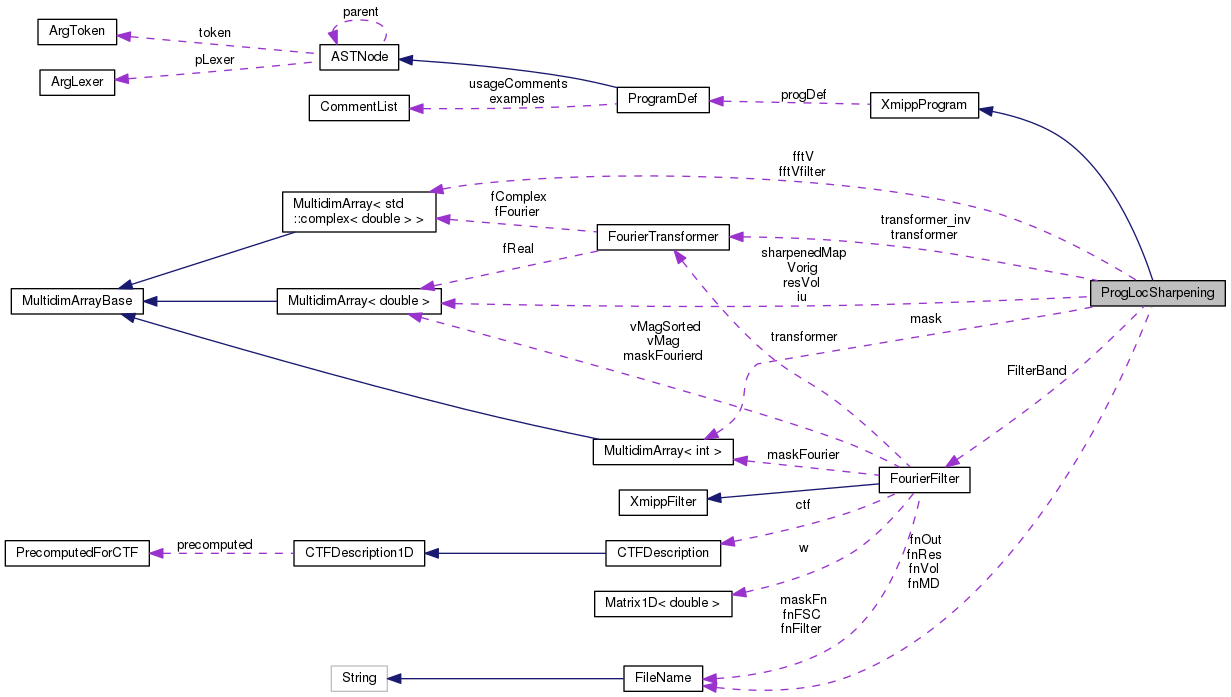 parent
ArgToken
token
ASTNode
pLexer
ArgLexer
usageComments
examples
CommentList
ProgramDef
progDef
XmippProgram
fftV
fftVfilter
MultidimArray< std
::complex< double > >
fComplex
fFourier
FourierTransformer
transformer_inv
transformer
fReal
sharpenedMap
Vorig
resVol
iu
MultidimArrayBase
MultidimArray< double >
ProgLocSharpening
mask
vMagSorted
vMag
maskFourierd
transformer
FilterBand
MultidimArray< int >
maskFourier
FourierFilter
XmippFilter
ctf
PrecomputedForCTF
precomputed
CTFDescription1D
CTFDescription
w
fnOut
fnRes
fnVol
fnMD
Matrix1D< double >
maskFn
fnFSC
fnFilter
String
FileName